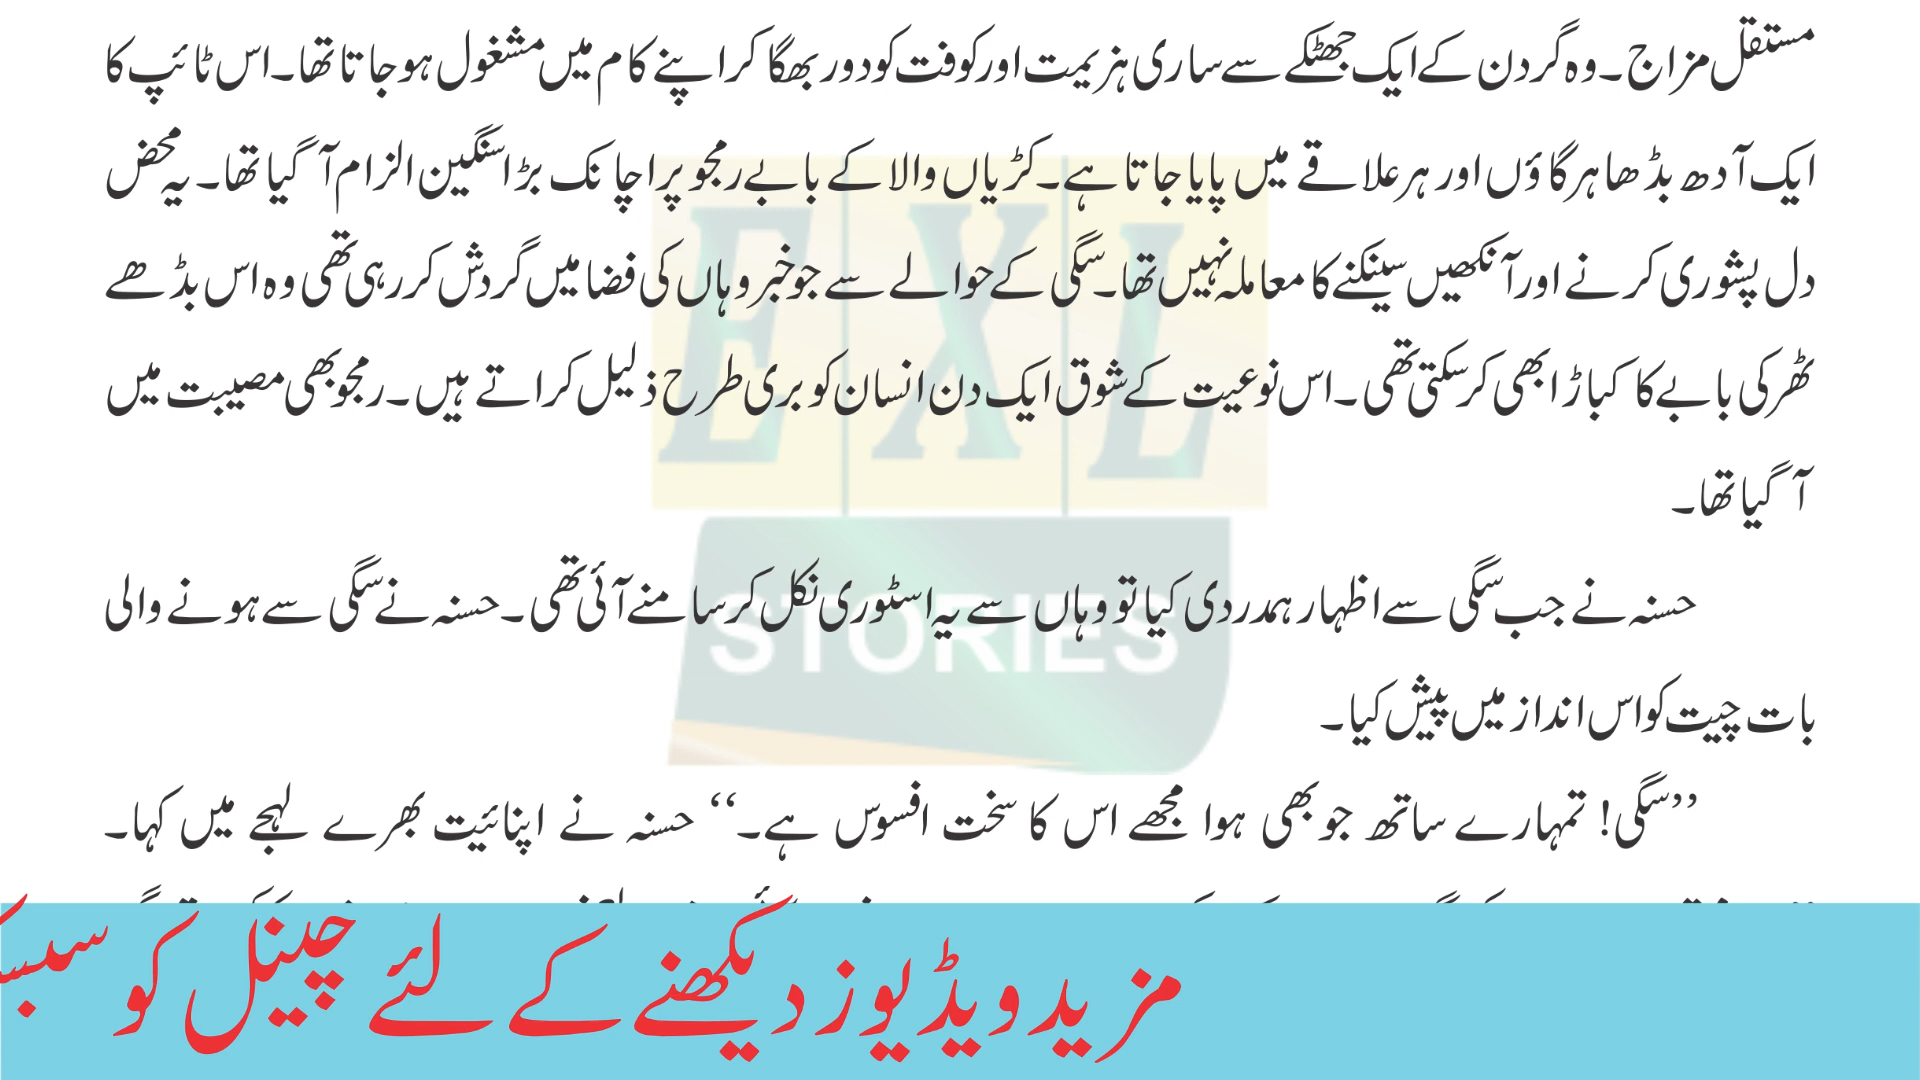 مستقل مزاج۔ وہ گردن کے ایک جھٹکے سے ساری ہزیمت اور کوفت کو دور بھگا کر اپنے کام میں مشغول ہو جاتا تھا۔ اس ٹائپ کا
ایک آدھ بڈھا ہر گاؤں اور ہر علاقے میں پایا جاتا ہے۔ کڑیاں والا کے بابے رمجو پر اچانک بڑا سنگین الزام آ گیا تھا۔ یہ محض
دل پشوری کرنے اور آنکھیں سینکنے کا معاملہ نہیں تھا۔ سگی کے حوالے سے جو خبر وہاں کی فضا میں گردش کر رہی تھی وہ اس بڈھے
ٹھرکی بابے کا کباڑا بھی کر سکتی تھی۔ اس نوعیت کے شوق ایک دن انسان کو بری طرح ذلیل کراتے ہیں۔ رمجو بھی مصیبت میں
آ گیا تھا۔
حسنہ نے جب سگی سے اظہار ہمدردی کیا تو وہاں سے یہ اسٹوری نکل کر سامنے آئی تھی۔ حسنہ نے سگی سے ہونے والی
بات چیت کو اس انداز میں پیش کیا۔
’’سگی! تمہارے ساتھ جو بھی ہوا مجھے اس کا سخت افسوس ہے۔‘‘ حسنہ نے اپنائیت بھرے لہجے میں کہا۔
مزید ویڈیوز دیکھنے کے لئے چینل کو
EXL
STORIES